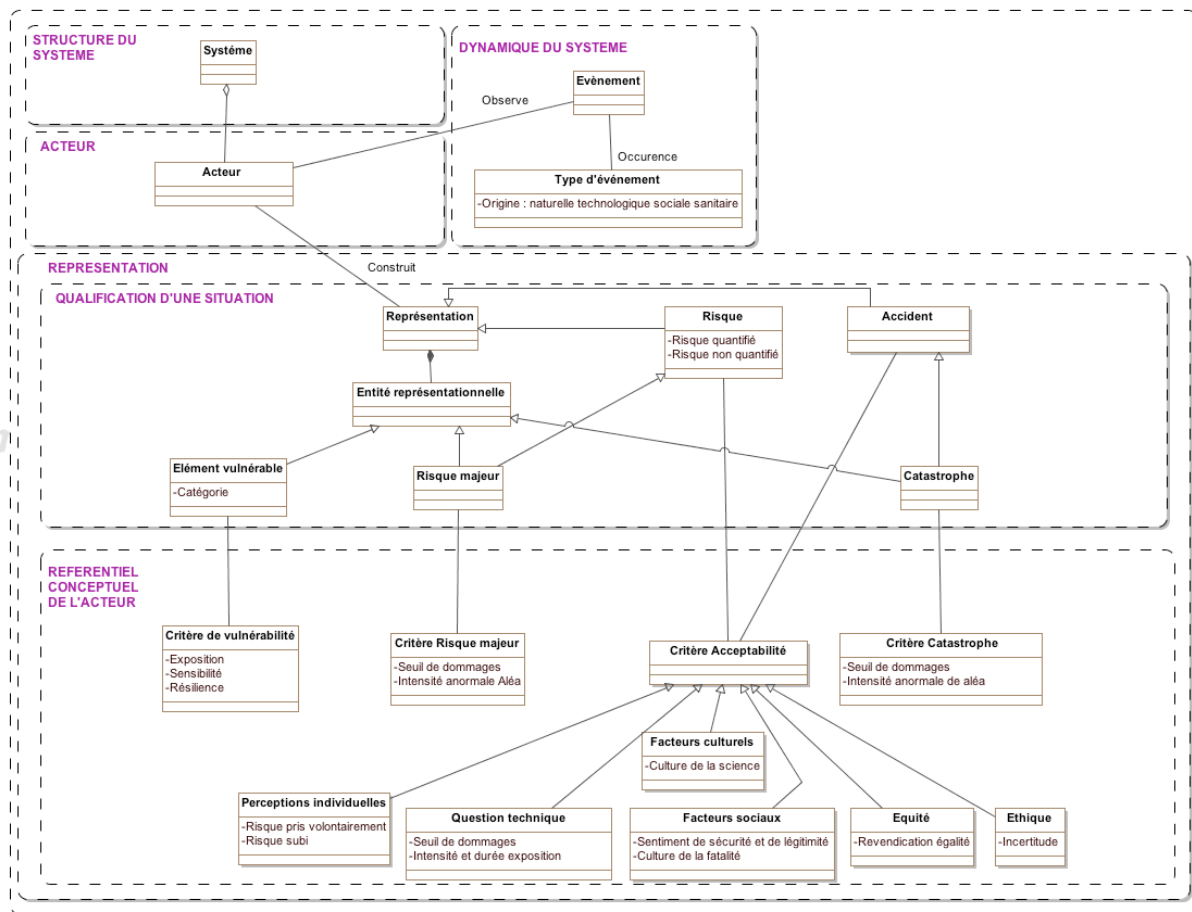 STRUCTURE DU
SYSTEME
Systéme
DYNAMIQUE DU SYSTEME
Evènement
Observe
Occurence
ACTEUR
Acteur
Type d'événement
-Origine : naturelle technologique sociale sanitaire
REPRESENTATION
Construit
QUALIFICATION D'UNE SITUATION
Représentation
Risque
-Risque quantifié
-Risque non quantifié
Accident
Entité représentationnelle
Elément vulnérable
-Catégorie
Risque majeur
Catastrophe
REFERENTIEL
CONCEPTUEL
DE L'ACTEUR
Critère de vulnérabilité
-Exposition
-Sensibilité
-Résilience
Critère Risque majeur
-Seuil de dommages
-Intensité anormale Aléa
Critère Acceptabilité
Critère Catastrophe
-Seuil de dommages
-Intensité anormale de aléa
Facteurs culturels
-Culture de la science
Perceptions individuelles
-Risque pris volontairement
-Risque subi
Question technique
-Seuil de dommages
-Intensité et durée exposition
Facteurs sociaux
-Sentiment de sécurité et de légitimité
-Culture de la fatalité
Equité
-Revendication égalité
Ethique
-Incertitude